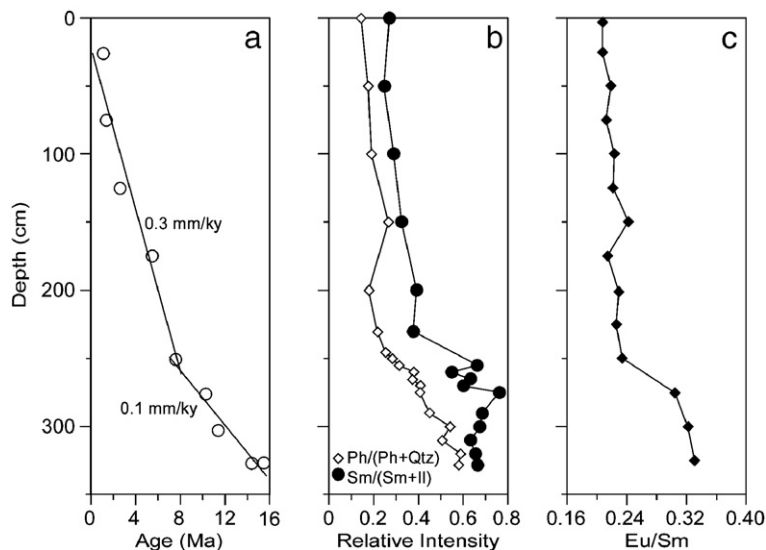 a
b
c
0
100
200
300
Depth (cm)
0.3 mm/ky
0.1 mm/ky
Ph/(Ph+Qtz)
Sm/(Sm+Il)
0 4 8 12 16
Age (Ma)
0 0.2 0.4 0.6 0.8
Relative Intensity
0.16 0.24 0.32 0.40
Eu/Sm